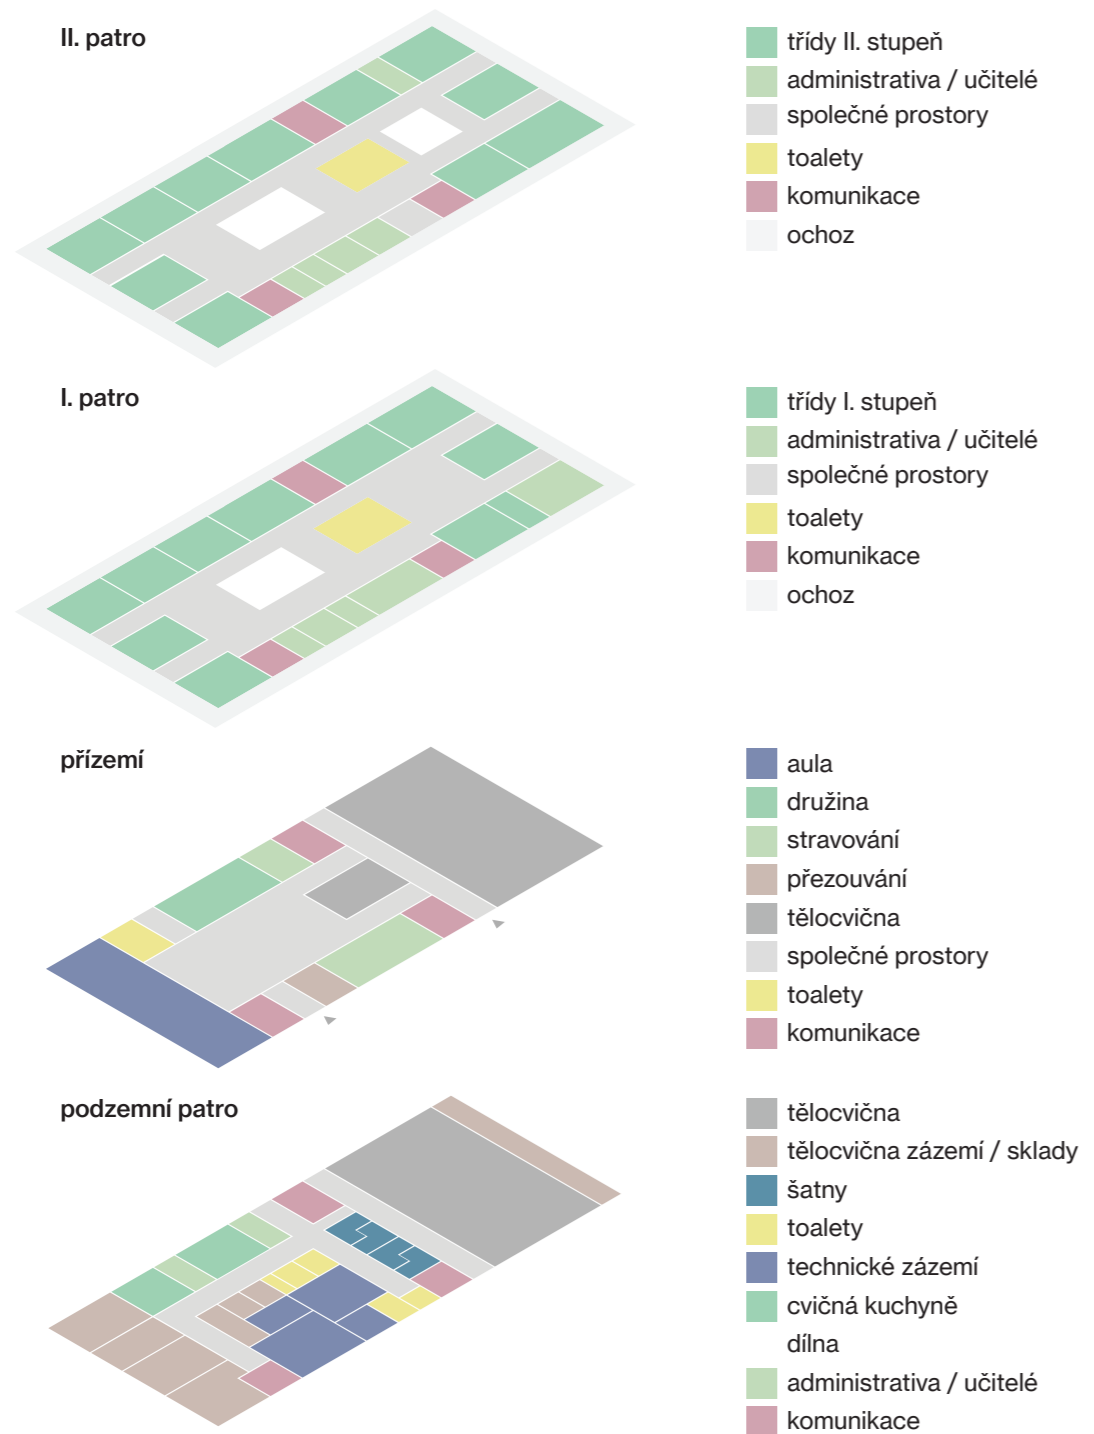 II. patro
třídy II. stupeň
administrativa / učitelé
společné prostory
toalety
komunikace
ochoz
I. patro
třídy I. stupeň
administrativa / učitelé
společné prostory
toalety
komunikace
ochoz
přízemí
aula
družina
stravování
přezouvání
tělocvična
společné prostory
toalety
komunikace
podzemní patro
tělocvična
tělocvična zázemí / sklady
šatny
toalety
technické zázemí
cvičná kuchyně
dílna
administrativa / učitelé
komunikace